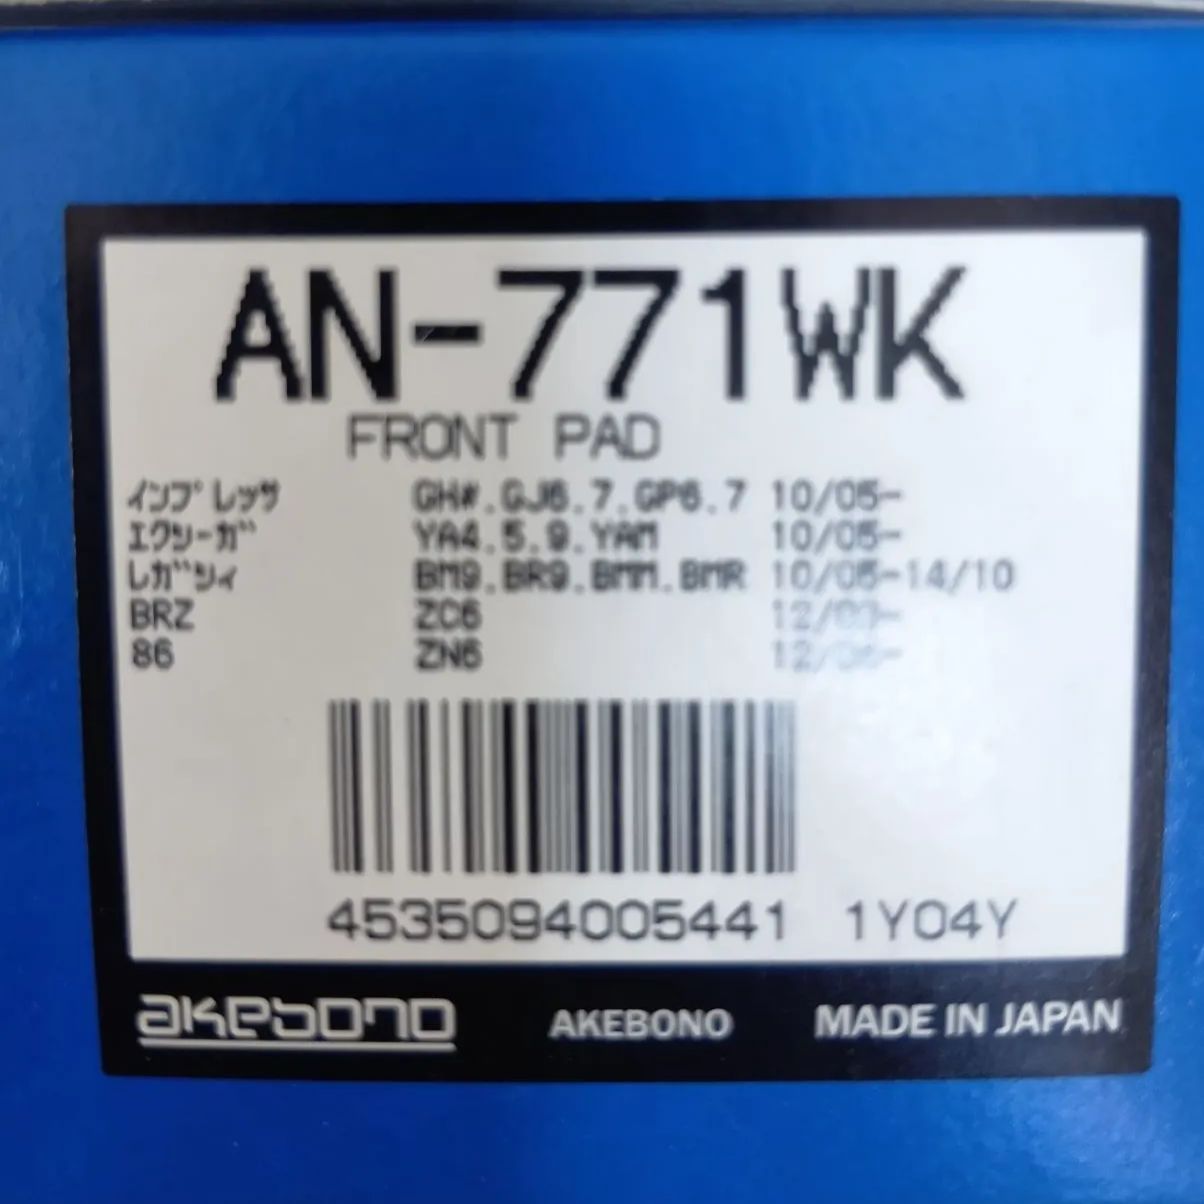 AN-771WK
FRONT PAD
ｲﾝﾌﾟﾚｯｻ GH#.GJ6.7.GP6.7 10/05-
ｴｸｼｰｶﾞ YA4.5.9.YAM 10/05-
ﾚｶﾞｼｨ BM9.BR9.BMM.BMR 10/05-14/10
BRZ ZC6 12/03-
86 ZN6
4535094005441 1Y04Y
akebono AKEBONO MADE IN JAPAN